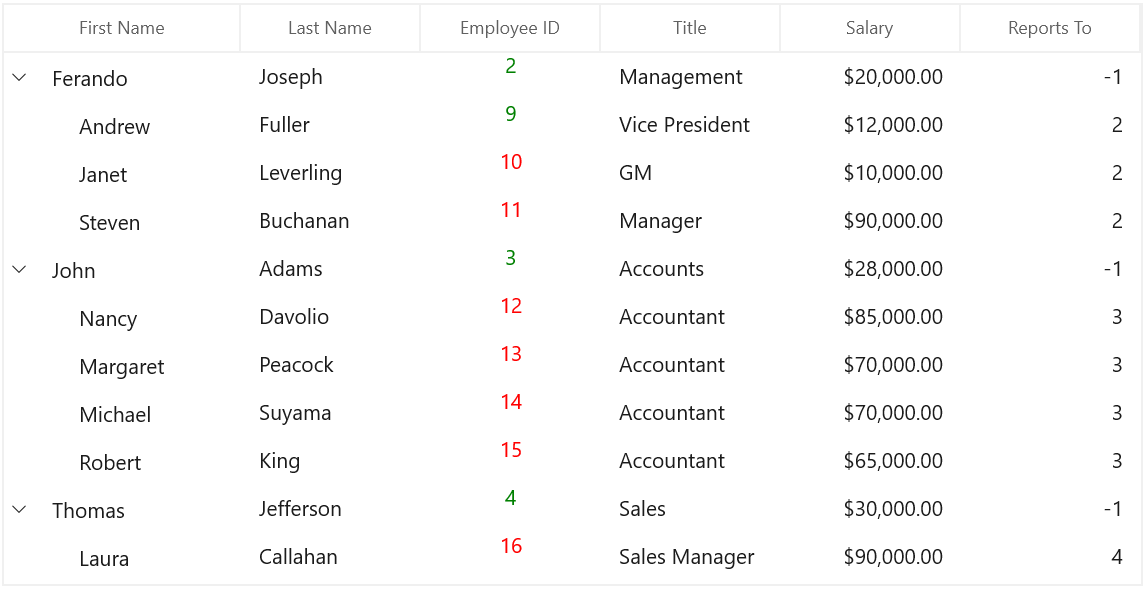 First Name Last Name Employee ID Title Salary Reports To
Ferando Joseph 2 Management $20,000.00 -1
Andrew Fuller 9 Vice President $12,000.00 2
Janet Leverling 10 GM $10,000.00 2
Steven Buchanan 11 Manager $90,000.00 2
John Adams 3 Accounts $28,000.00 -1
Nancy Davolio 12 Accountant $85,000.00 3
Margaret Peacock 13 Accountant $70,000.00 3
Michael Suyama 14 Accountant $70,000.00 3
Robert King 15 Accountant $65,000.00 3
Thomas Jefferson 4 Sales $30,000.00 -1
Laura Callahan 16 Sales Manager $90,000.00 4